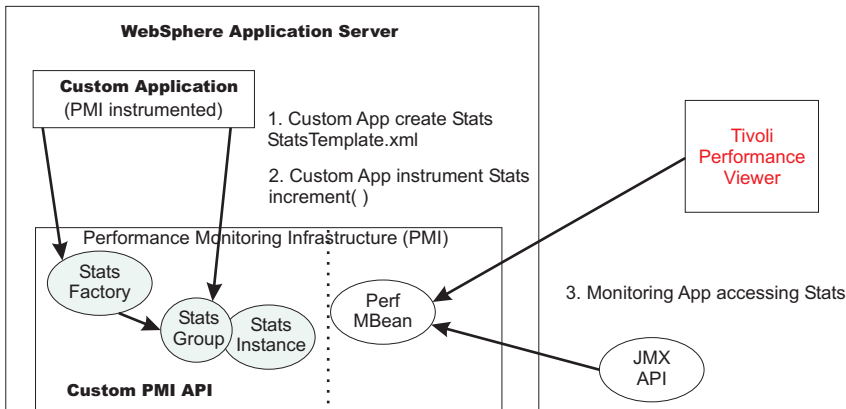 WebSphere Application Server
Custom Application
(PMI instrumented)
1. Custom App create Stats
StatsTemplate.xml
2. Custom App instrument Stats
increment( )
Tivoli
Performance
Viewer
Performance Monitoring Infrastructure (PMI)
Stats
Factory
Stats
Group
Stats
Instance
Perf
MBean
3. Monitoring App accessing Stats
JMX
API
Custom PMI API